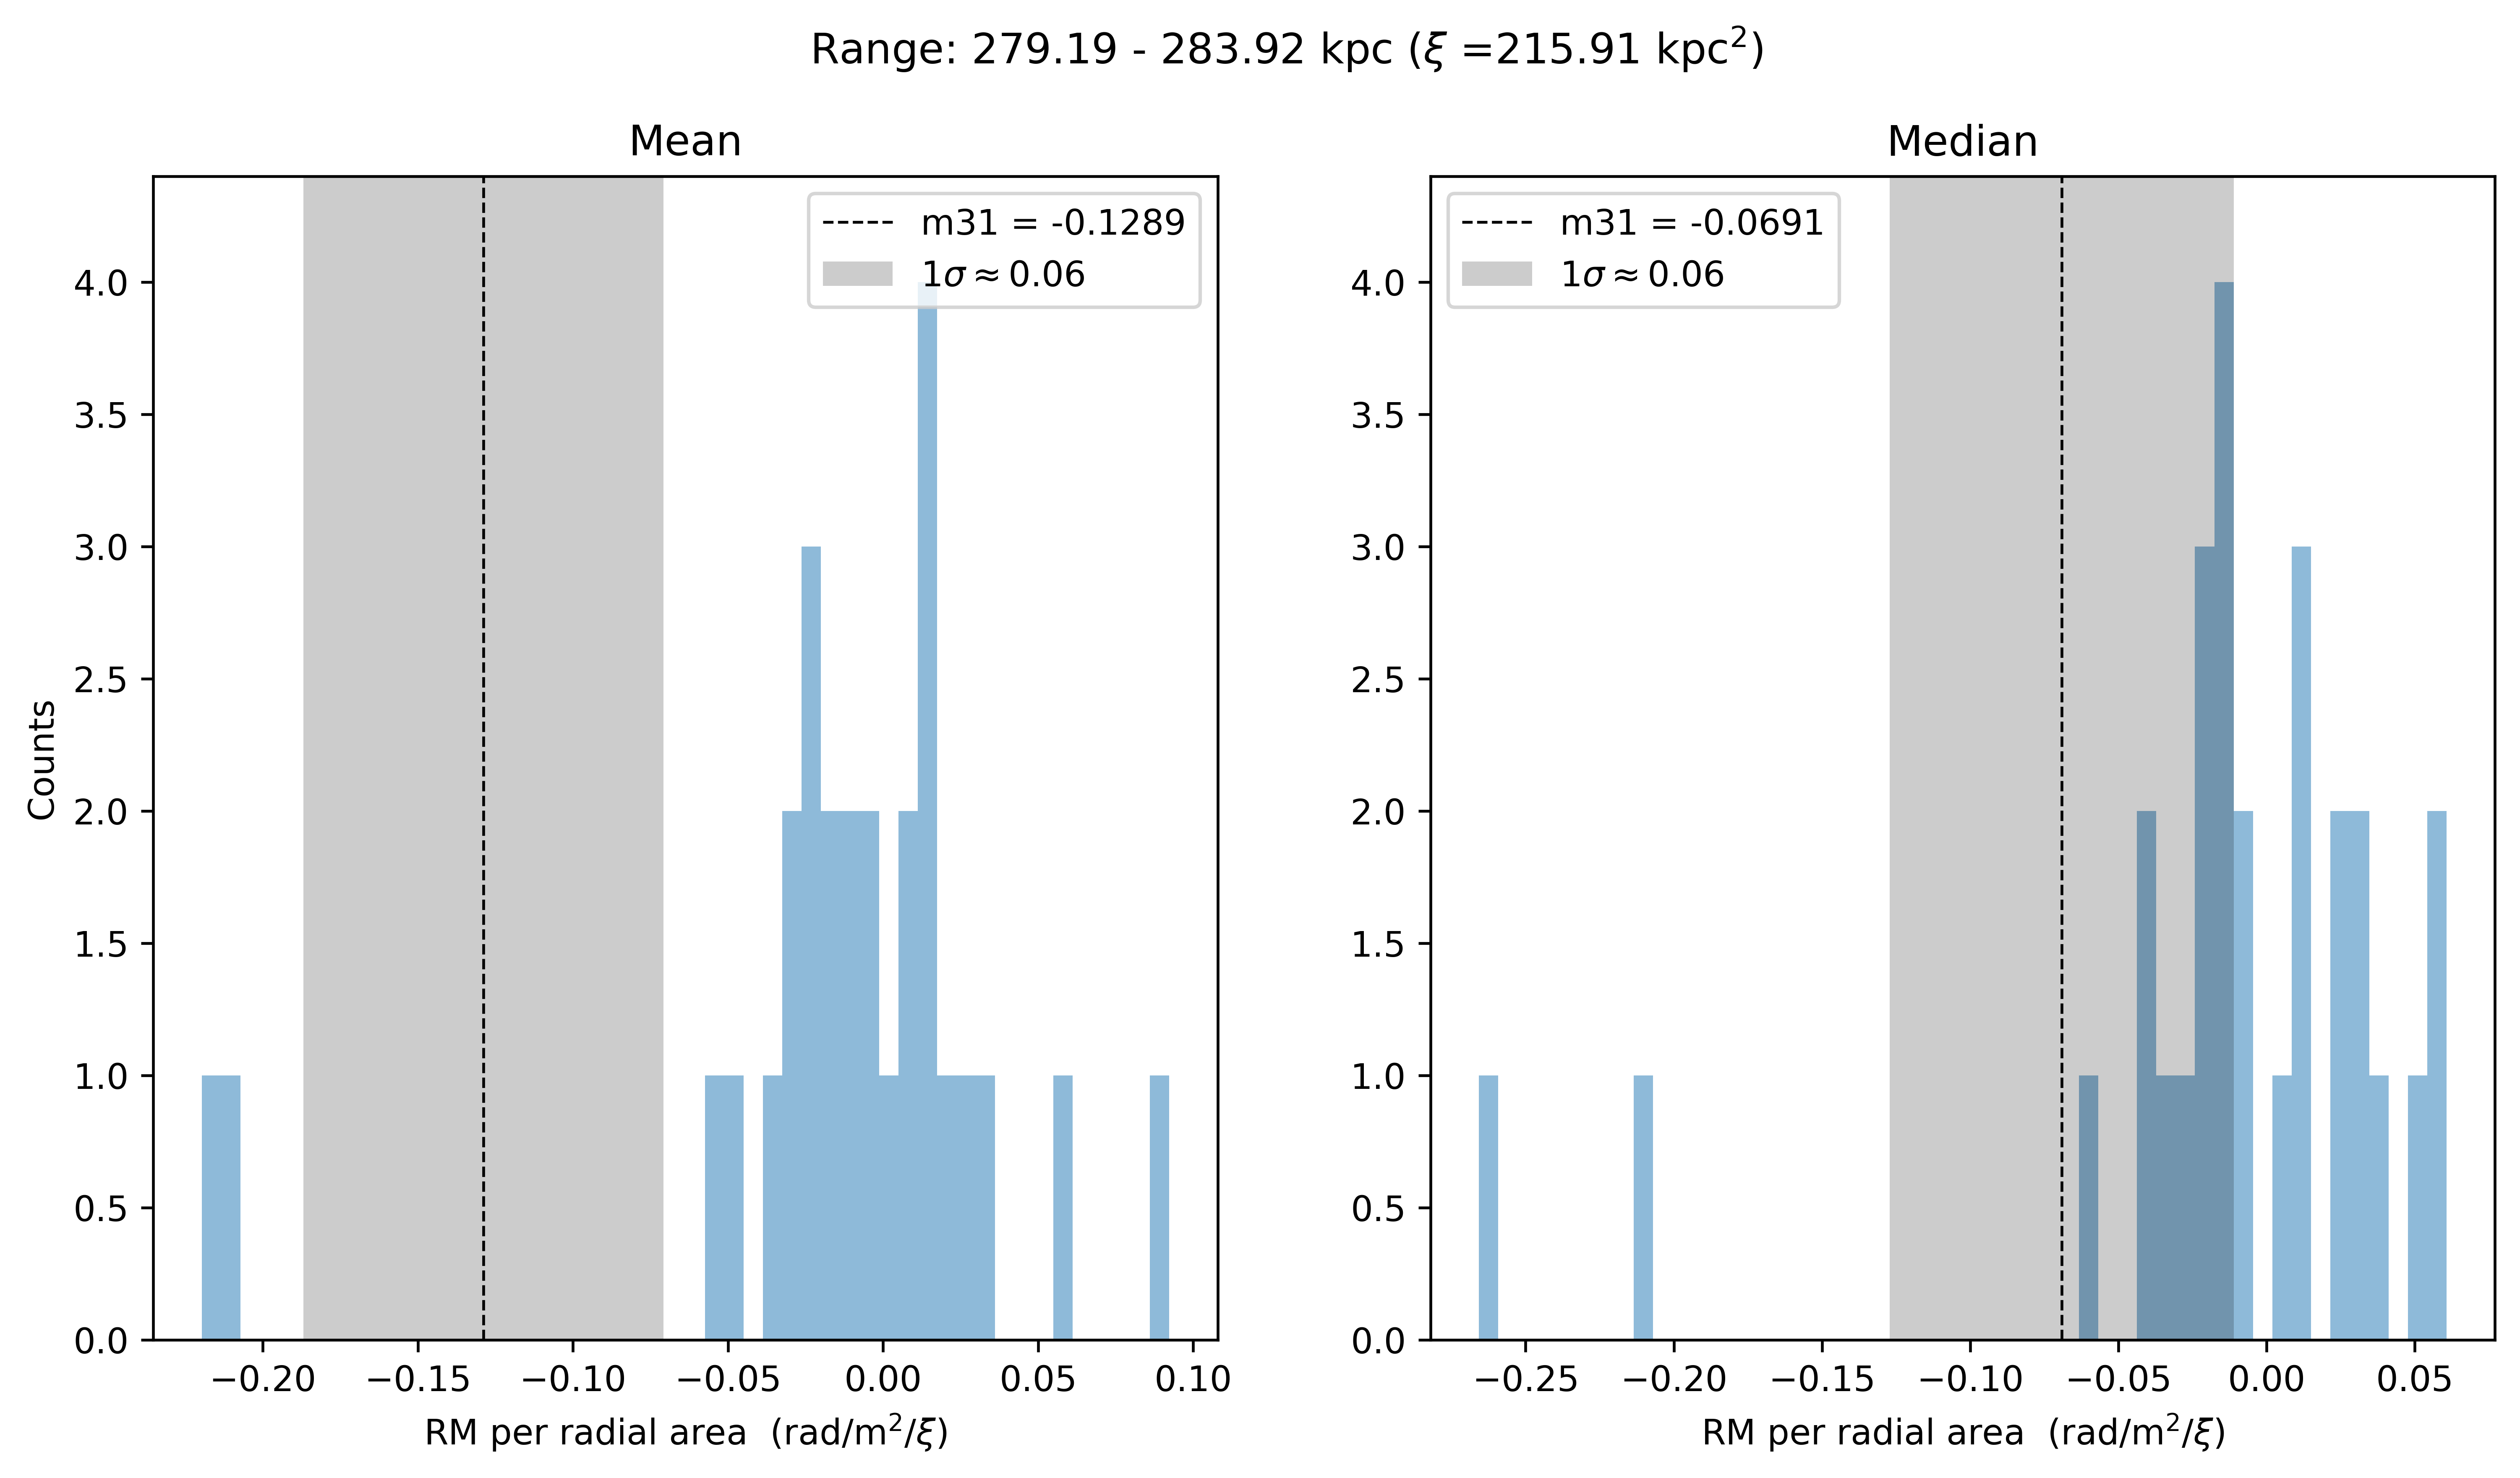 Range: 279.19 - 283.92 kpc (ξ =215.91 kpc²)
Mean
m31 = -0.1289
1σ ≈ 0.06
4.0
3.5
3.0
2.5
2.0
1.5
1.0
0.5
0.0
Counts
−0.20 −0.15 −0.10 −0.05 0.00 0.05 0.10
RM per radial area (rad/m²/ξ)
Median
m31 = -0.0691
1σ ≈ 0.06
4.0
3.5
3.0
2.5
2.0
1.5
1.0
0.5
0.0
−0.25 −0.20 −0.15 −0.10 −0.05 0.00 0.05
RM per radial area (rad/m²/ξ)